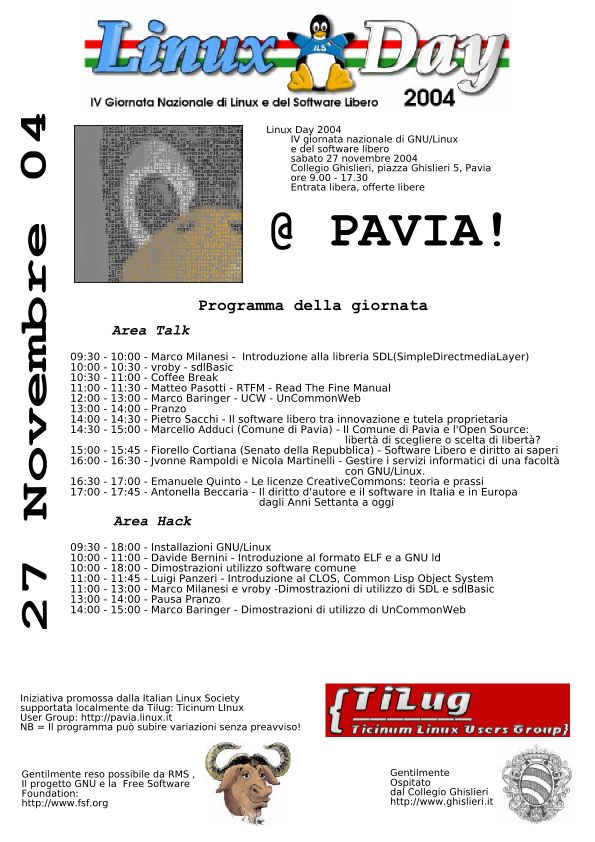 Linux Day
ILS
IV Giornata Nazionale di Linux e del Software Libero 2004
27 Novembre 04
Linux Day 2004
IV giornata nazionale di GNU/Linux
e del software libero
sabato 27 novembre 2004
Collegio Ghislieri, piazza Ghislieri 5, Pavia
ore 9.00 - 17.30
Entrata libera, offerte libere
@ PAVIA!
Programma della giornata
Area Talk
09:30 - 10:00 - Marco Milanesi - Introduzione alla libreria SDL(SimpleDirectmediaLayer)
10:00 - 10:30 - vroby - sdlBasic
10:30 - 11:00 - Coffee Break
11:00 - 11:30 - Matteo Pasotti - RTFM - Read The Fine Manual
12:00 - 13:00 - Marco Baringer - UCW - UnCommonWeb
13:00 - 14:00 - Pranzo
14:00 - 14:30 - Pietro Sacchi - Il software libero tra innovazione e tutela proprietaria
14:30 - 15:00 - Marcello Adduci (Comune di Pavia) - Il Comune di Pavia e l'Open Source:
libertà di scegliere o scelta di libertà?
15:00 - 15:45 - Fiorello Cortiana (Senato della Repubblica) - Software Libero e diritto ai saperi
16:00 - 16:30 - Jvonne Rampoldi e Nicola Martinelli - Gestire i servizi informatici di una facoltà
con GNU/Linux.
16:30 - 17:00 - Emanuele Quinto - Le licenze CreativeCommons: teoria e prassi
17:00 - 17:45 - Antonella Beccaria - Il diritto d'autore e il software in Italia e in Europa
dagli Anni Settanta a oggi
Area Hack
09:30 - 18:00 - Installazioni GNU/Linux
10:00 - 11:00 - Davide Bernini - Introduzione al formato ELF e a GNU ld
10:00 - 18:00 - Dimostrazioni utilizzo software comune
11:00 - 11:45 - Luigi Panzeri - Introduzione al CLOS, Common Lisp Object System
11:00 - 13:00 - Marco Milanesi e vroby -Dimostrazioni di utilizzo di SDL e sdlBasic
13:00 - 14:00 - Pausa Pranzo
14:00 - 15:00 - Marco Baringer - Dimostrazioni di utilizzo di UnCommonWeb
Iniziativa promossa dalla Italian Linux Society
supportata localmente da Tilug: Ticinum LInux
User Group: http://pavia.linux.it
NB = Il programma può subire variazioni senza preavviso!
{TiLug
Ticinum Linux Users Group}
Gentilmente reso possibile da RMS ,
Il progetto GNU e la Free Software
Foundation:
http://www.fsf.org
Gentilmente
Ospitato
dal Collegio Ghislieri
http://www.ghislieri.it